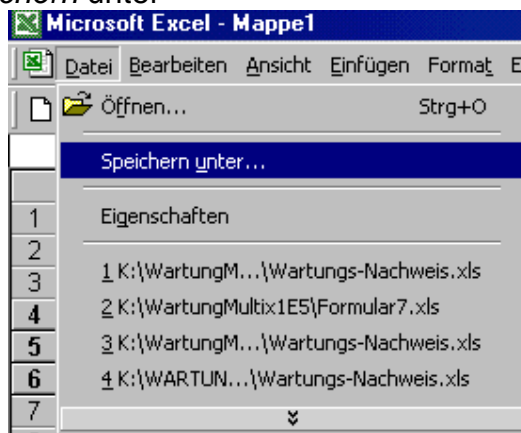 unter
Microsoft Excel - Mappe1
Datei Bearbeiten Ansicht Einfügen Format E
Öffnen... Strg+O
Speichern unter...
Eigenschaften
1 K:\WartungM...\Wartungs-Nachweis.xls
2 K:\WartungMultix1E5\Formular7.xls
3 K:\WartungM...\Wartungs-Nachweis.xls
4 K:\WARTUN...\Wartungs-Nachweis.xls
1
2
3
4
5
6
7